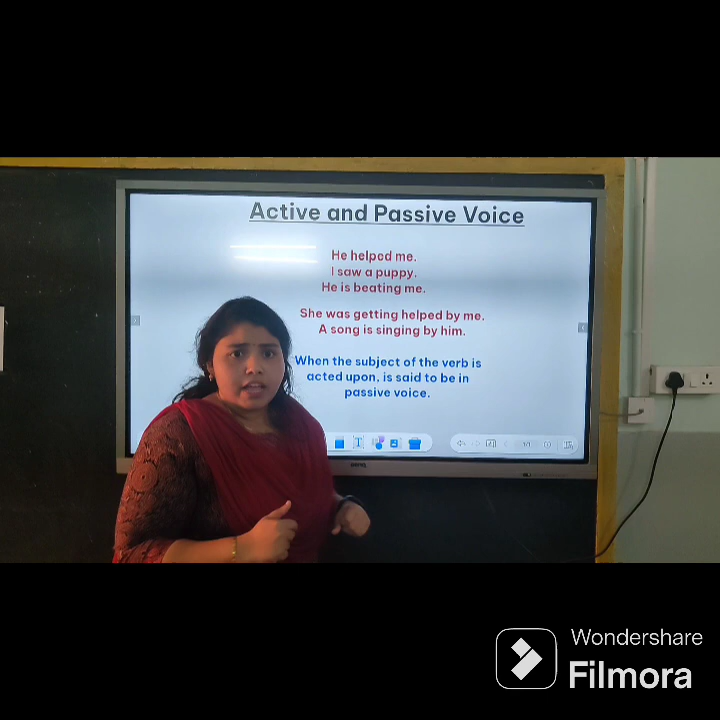 Active and Passive Voice
He helped me.
I saw a puppy.
He is beating me.
She was getting helped by me.
A song is singing by him.
When the subject of the verb is
acted upon, is said to be in
passive voice.
BenQ
Wondershare
Filmora